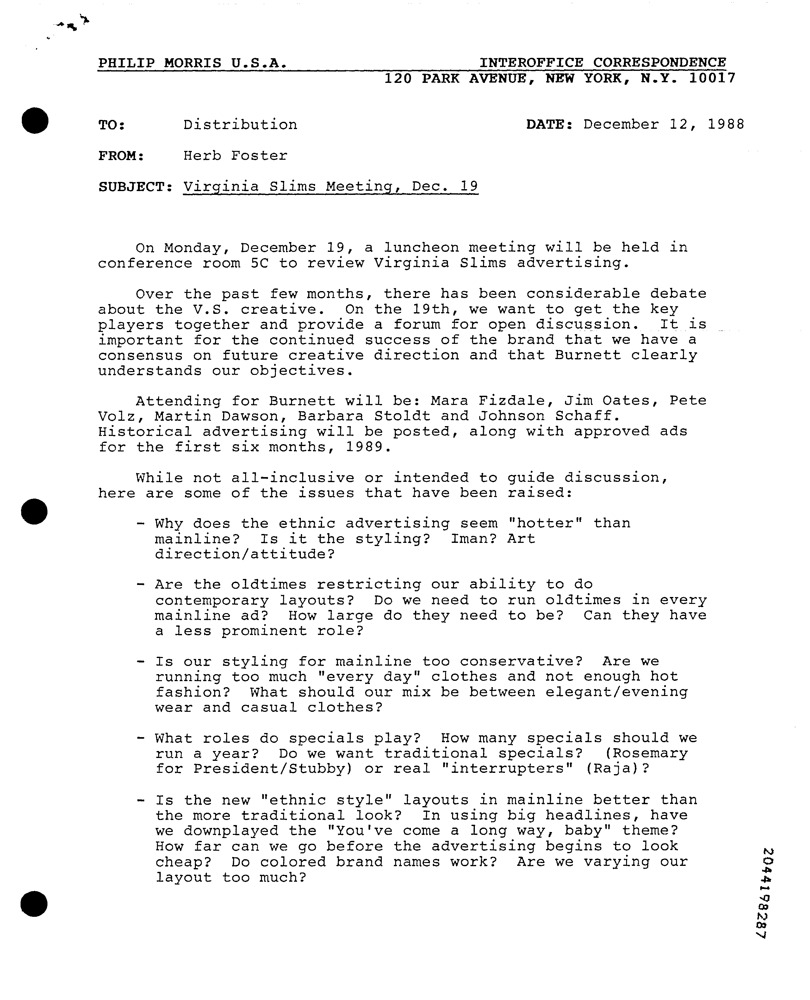 PHILIP MORRIS U.S.A. INTEROFFICE CORRESPONDENCE
120 PARK AVENUE, NEW YORK, N.Y. 10017
TO: Distribution DATE: December 12, 1988
FROM: Herb Foster
SUBJECT: Virginia Slims Meeting, Dec. 19
On Monday, December 19, a luncheon meeting will be held in
conference room 5C to review Virginia Slims advertising.
Over the past few months, there has been considerable debate
about the V.S. creative. On the 19th, we want to get the key
players together and provide a forum for open discussion. It is
important for the continued success of the brand that we have a
consensus on future creative direction and that Burnett clearly
understands our objectives.
Attending for Burnett will be: Mara Fizdale, Jim Oates, Pete
Volz, Martin Dawson, Barbara Stoldt and Johnson Schaff.
Historical advertising will be posted, along with approved ads
for the first six months, 1989.
While not all-inclusive or intended to guide discussion,
here are some of the issues that have been raised:
- Why does the ethnic advertising seem "hotter" than
mainline? Is it the styling? Iman? Art
direction/attitude?
- Are the oldtimes restricting our ability to do
contemporary layouts? Do we need to run oldtimes in every
mainline ad? How large do they need to be? Can they have
a less prominent role?
- Is our styling for mainline too conservative? Are we
running too much "every day" clothes and not enough hot
fashion? What should our mix be between elegant/evening
wear and casual clothes?
- What roles do specials play? How many specials should we
run a year? Do we want traditional specials? (Rosemary
for President/Stubby) or real "interrupters" (Raja)?
- Is the new "ethnic style" layouts in mainline better than
the more traditional look? In using big headlines, have
we downplayed the "You've come a long way, baby" theme?
How far can we go before the advertising begins to look
cheap? Do colored brand names work? Are we varying our
layout too much?
2044198287